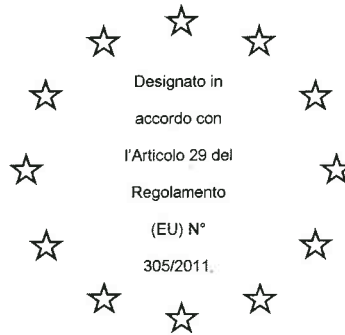 Designato in
accordo con
l'Articolo 29 del
Regolamento
(EU) N°
305/2011.